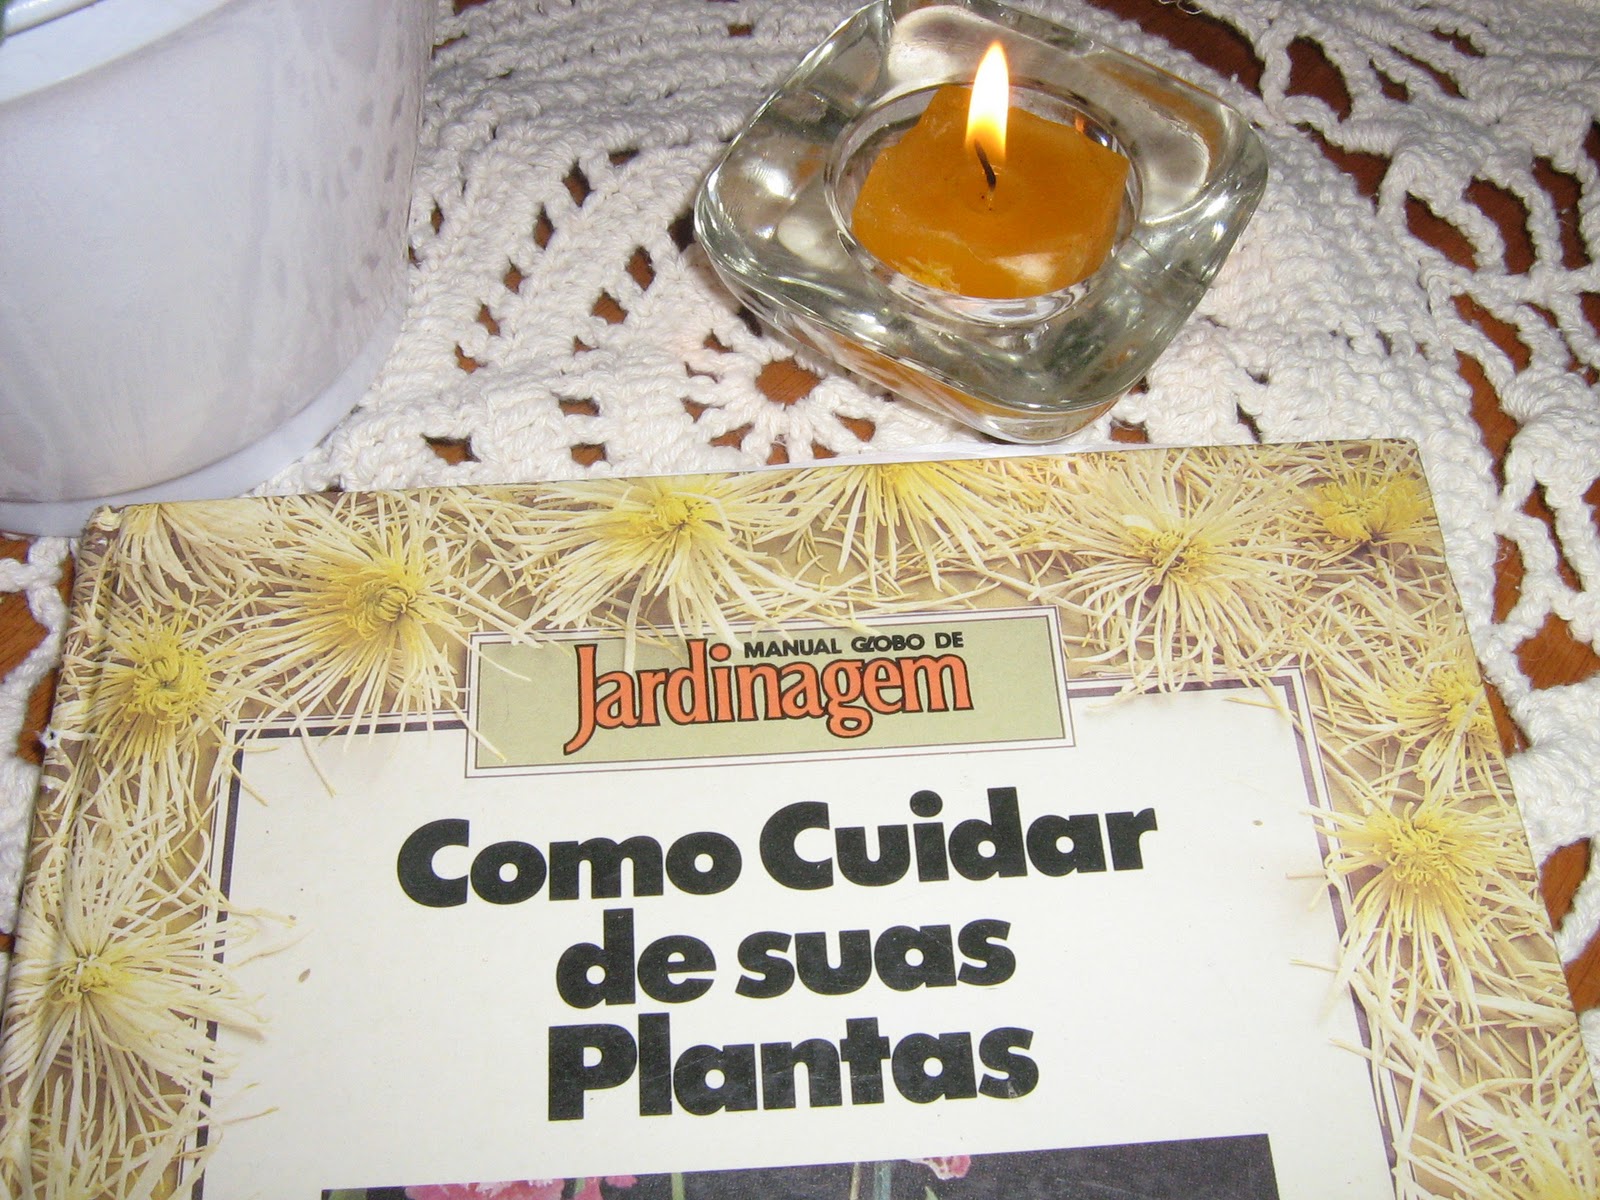 MANUAL GLOBO DE
Jardinagem
Como Cuidar
de suas
Plantas